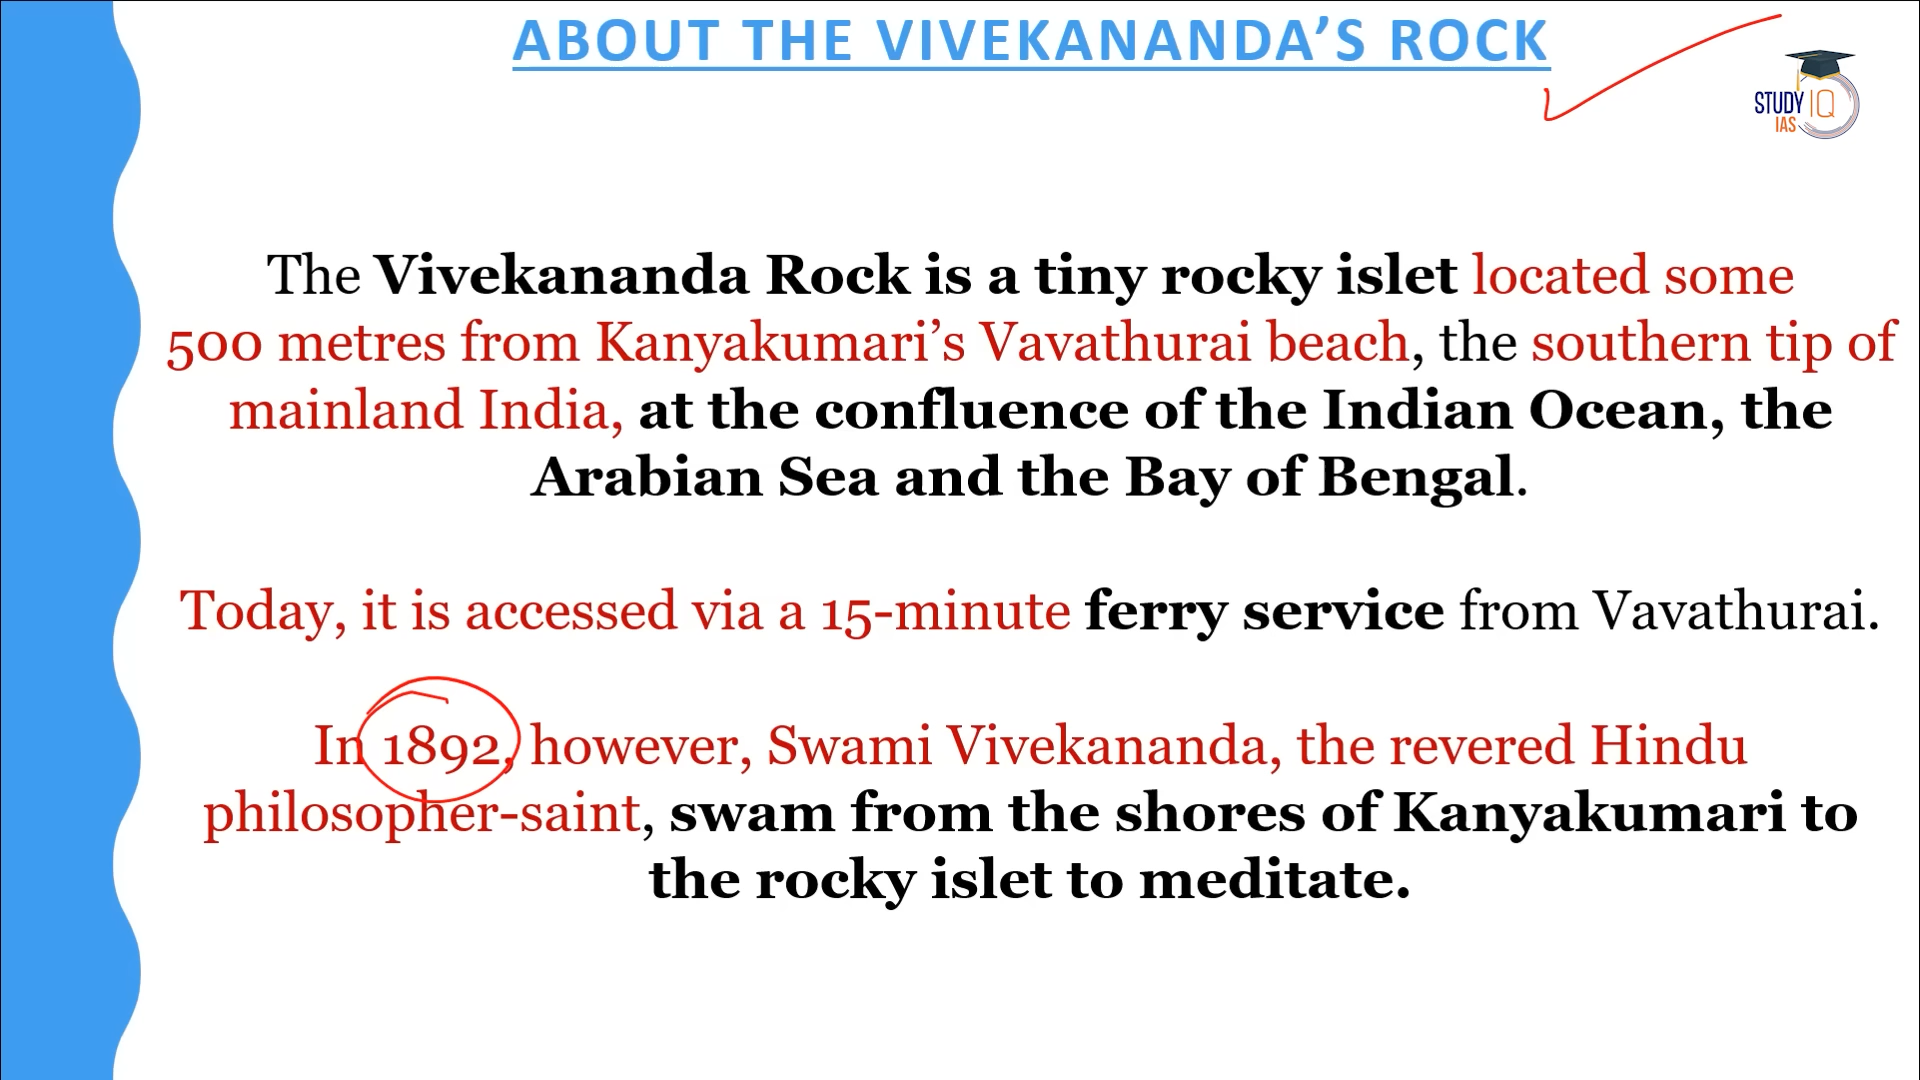 ABOUT THE VIVEKANANDA’S ROCK
STUDY IQ
IAS
The Vivekananda Rock is a tiny rocky islet located some
500 metres from Kanyakumari’s Vavathurai beach, the southern tip of
mainland India, at the confluence of the Indian Ocean, the
Arabian Sea and the Bay of Bengal.
Today, it is accessed via a 15-minute ferry service from Vavathurai.
In 1892, however, Swami Vivekananda, the revered Hindu
philosopher-saint, swam from the shores of Kanyakumari to
the rocky islet to meditate.